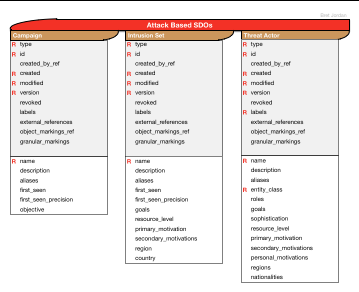 Bret Jordan
Attack Based SDOs
Campaign
R type
R id
created_by_ref
R created
R modified
R version
revoked
labels
external_references
object_markings_ref
granular_markings
R name
description
aliases
first_seen
first_seen_precision
objective
Intrusion Set
R type
R id
created_by_ref
R created
R modified
R version
revoked
labels
external_references
object_markings_ref
granular_markings
R name
description
aliases
first_seen
first_seen_precision
goals
resource_level
primary_motivation
secondary_motivations
region
country
Threat Actor
R type
R id
created_by_ref
R created
R modified
R version
revoked
R labels
external_references
object_markings_ref
granular_markings
R name
description
aliases
R entity_class
roles
goals
sophistication
resource_level
primary_motivation
secondary_motivations
personal_motivations
regions
nationalities